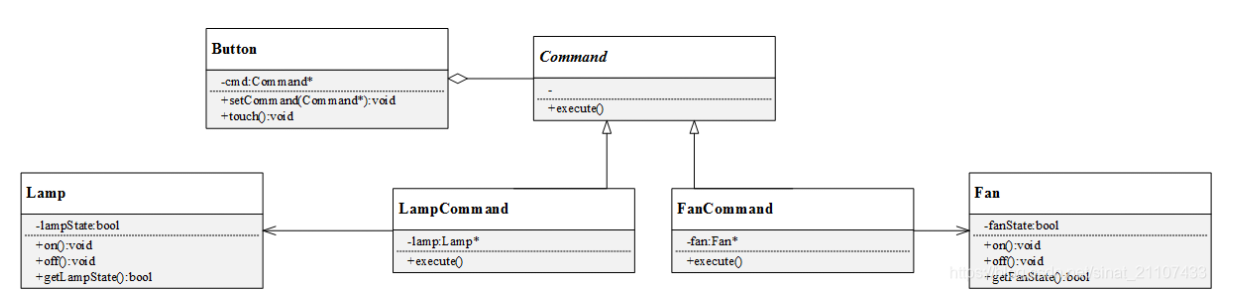 Button
-cmd:Command*
+setCommand(Command*):void
+touch():void
Command
-
+execute()
Lamp
-lampState:bool
+on():void
+off():void
+getLampState():bool
LampCommand
-lamp:Lamp*
+execute()
FanCommand
-fan:Fan*
+execute()
Fan
-fanState:bool
+on():void
+off():void
+getFanState():bool
sinat_21107433